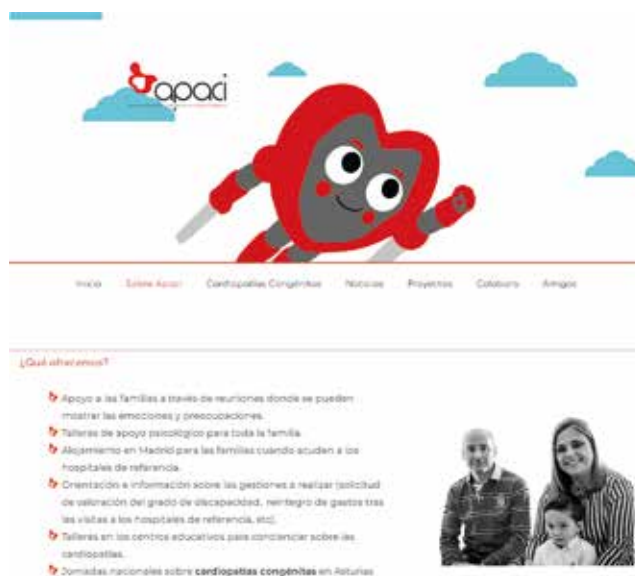 apaci
Inicio Sobre Apaci Cardiopatías Congénitas Noticias Proyectos Colabora Amigos
¿Qué ofrecemos?
Apoyo a las familias a través de reuniones donde se pueden
mostrar las emociones y preocupaciones.
Talleres de apoyo psicológico para toda la familia.
Alojamiento en Madrid para las familias cuando acuden a los
hospitales de referencia.
Orientación e información sobre las gestiones a realizar (solicitud
de valoración del grado de discapacidad, reintegro de gastos tras
las visitas a los hospitales de referencia, etc).
Talleres en los centros educativos para concienciar sobre las
cardiopatías.
Jornadas nacionales sobre cardiopatías congénitas en Asturias